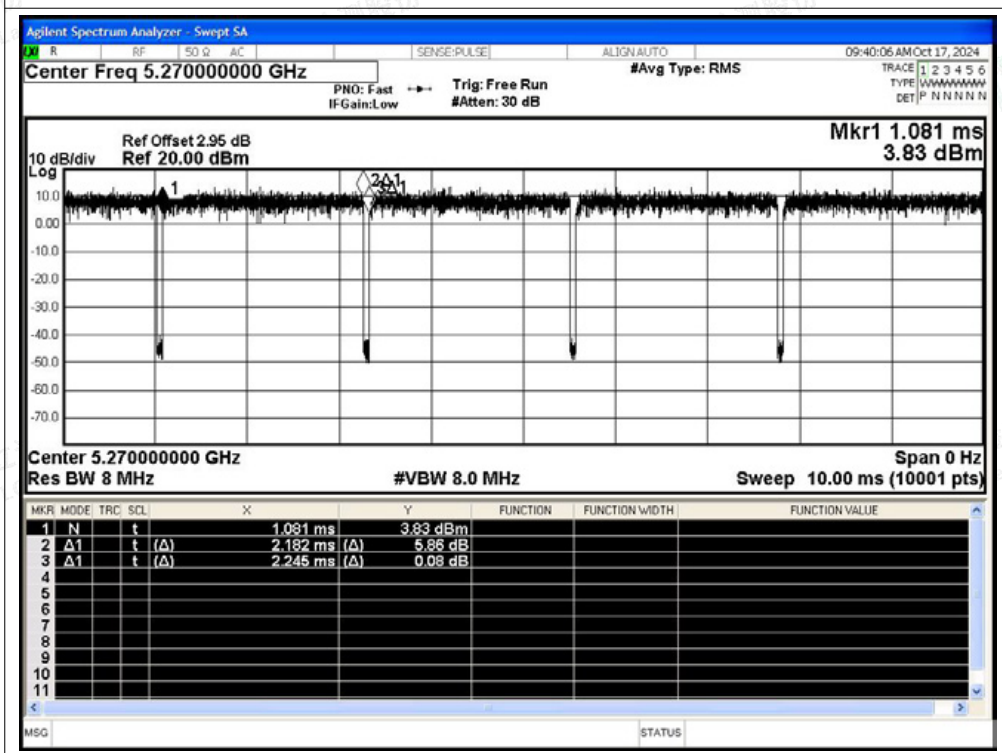 Agilent Spectrum Analyzer - Swept SA
R RF 50 Ω AC SENSE:PULSE ALIGN AUTO 09:40:06 AM Oct 17, 2024
Center Freq 5.270000000 GHz #Avg Type: RMS TRACE 1 2 3 4 5 6
PNO: Fast Trig: Free Run TYPE WWWWWW
IFGain:Low #Atten: 30 dB DET P N N N N N
Mkr1 1.081 ms
Ref Offset 2.95 dB
10 dB/div Ref 20.00 dBm 3.83 dBm
Log
1 2Δ1 3Δ1
10.0
0.00
-10.0
-20.0
-30.0
-40.0
-50.0
-60.0
-70.0
Center 5.270000000 GHz Span 0 Hz
Res BW 8 MHz #VBW 8.0 MHz Sweep 10.00 ms (10001 pts)
MKR MODE TRC SCL X Y FUNCTION FUNCTION WIDTH FUNCTION VALUE
1 N t 1.081 ms 3.83 dBm
2 Δ1 t (Δ) 2.182 ms (Δ) 5.86 dB
3 Δ1 t (Δ) 2.245 ms (Δ) 0.08 dB
4
5
6
7
8
9
10
11
MSG STATUS